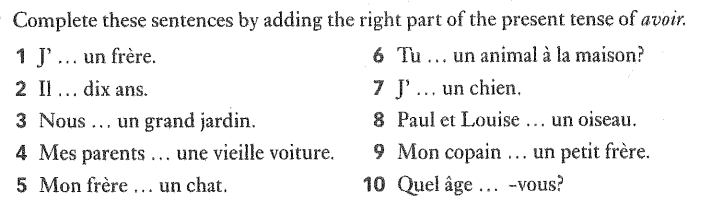 Complete these sentences by adding the right part of the present tense of avoir.
1 J' … un frère.
2 Il … dix ans.
3 Nous … un grand jardin.
4 Mes parents … une vieille voiture.
5 Mon frère … un chat.
6 Tu … un animal à la maison?
7 J' … un chien.
8 Paul et Louise … un oiseau.
9 Mon copain … un petit frère.
10 Quel âge … -vous?